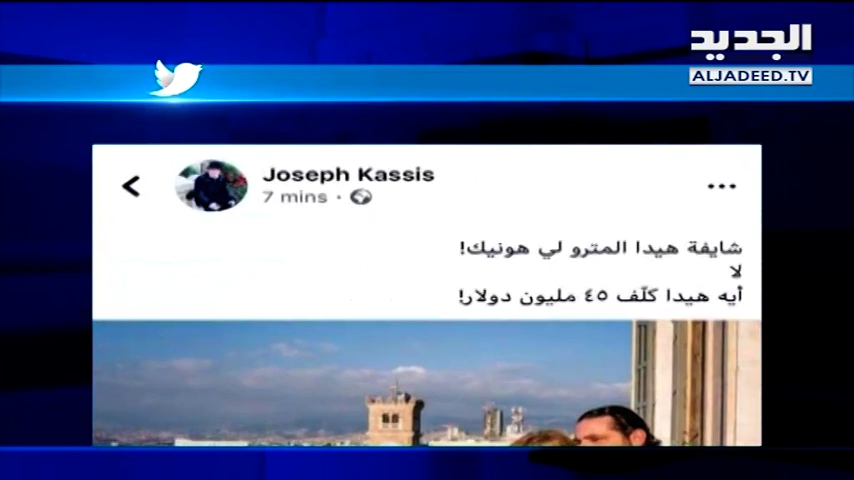 الجديد
ALJADEED.TV
Joseph Kassis
7 mins
شايفة هيدا المترو لي هونيك!
لا
أيه هيدا كلّف ٤٥ مليون دولار!